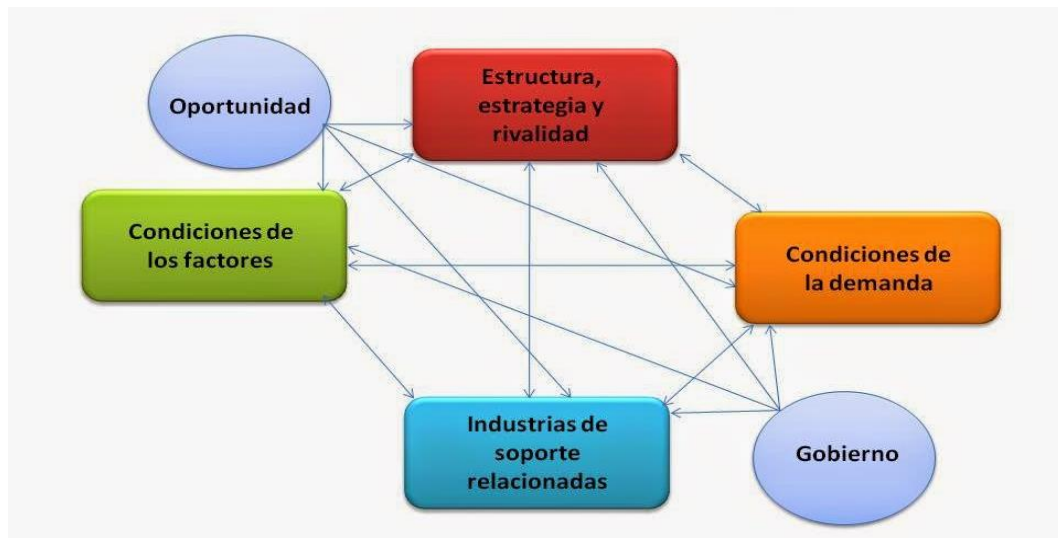 Oportunidad
Estructura,
estrategia y
rivalidad
Condiciones de
los factores
Condiciones de
la demanda
Industrias de
soporte
relacionadas
Gobierno